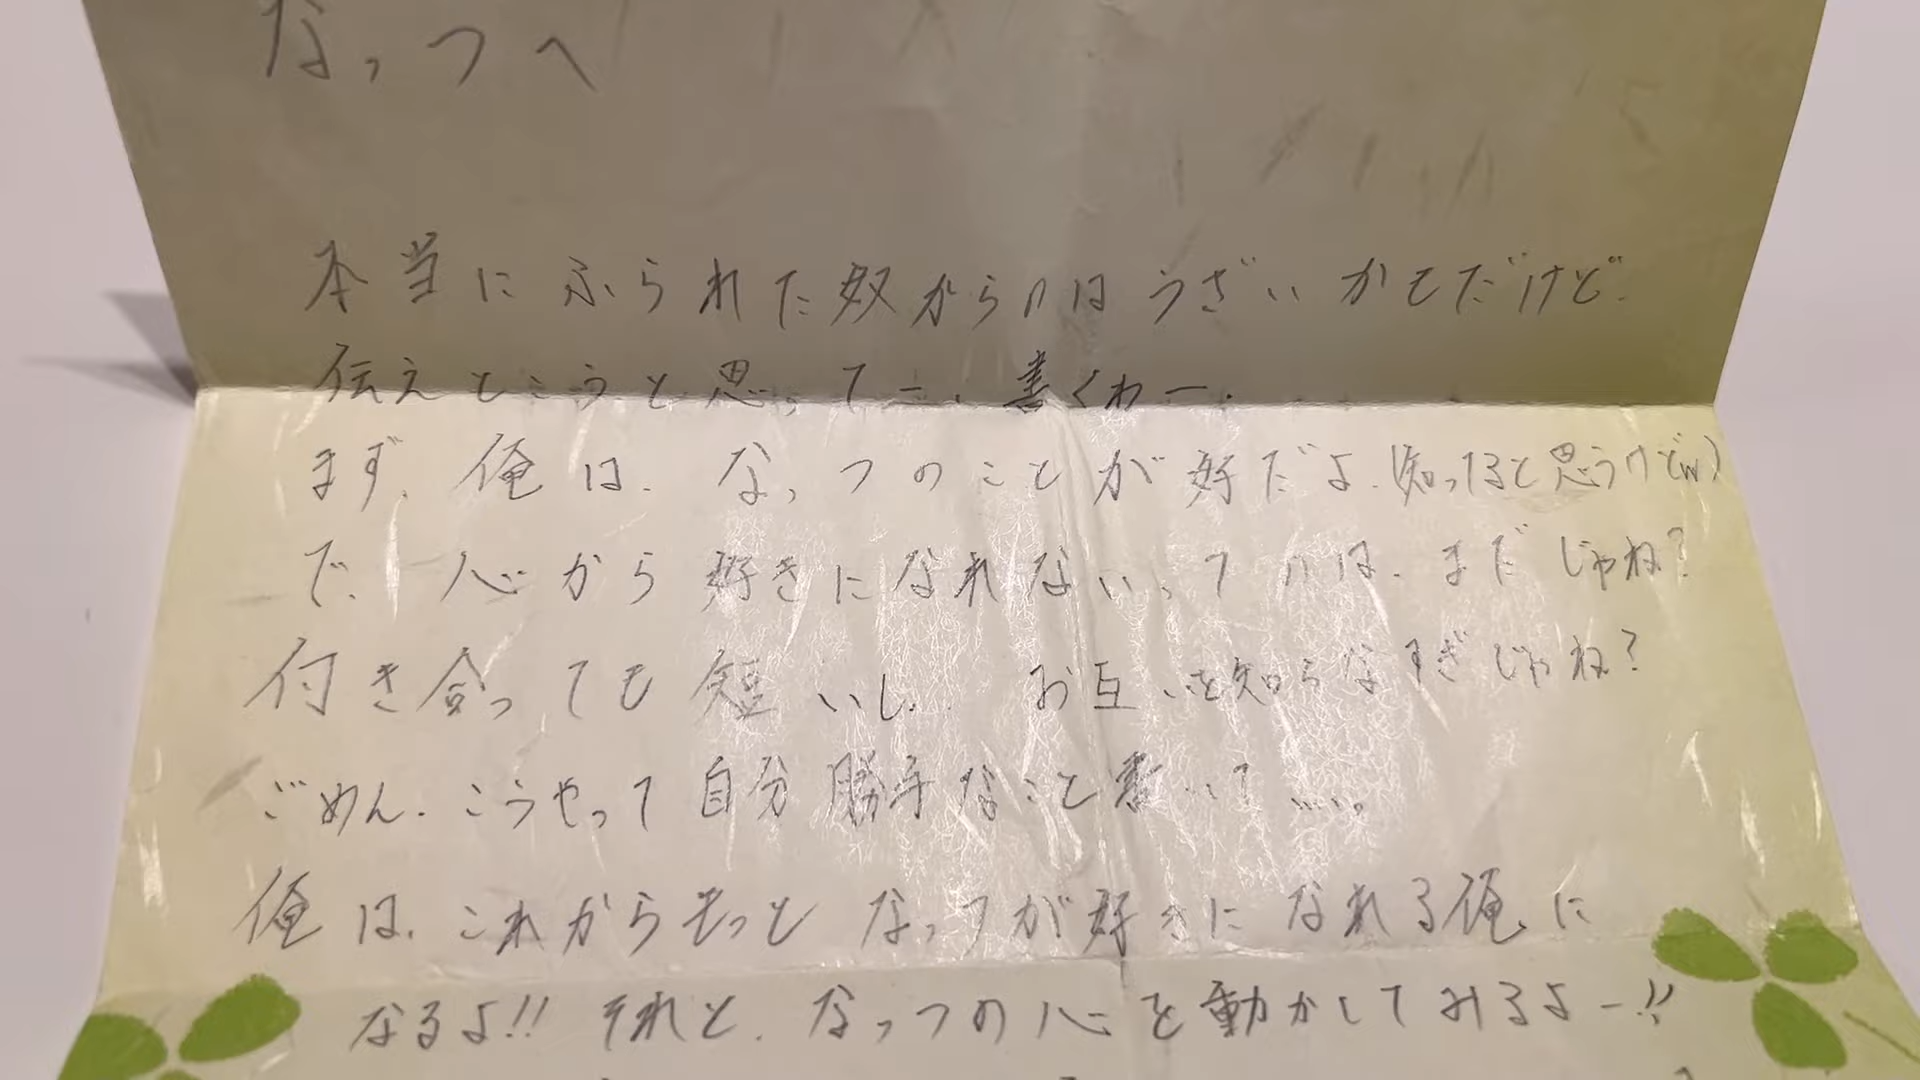 なっつへ
本当にふられた奴からのはうざいかもだけど.
伝えとこうと思ってー、書くわー.
まず、俺は、なっつのことが好だよ.知ってると思うけどw)
で、心から好きになれないってのは、まだじゃね?
付き合っても短いし、お互いを知らなすぎじゃね?
ごめん、こうやって自分勝手なこと書いて……。
俺は、これからもっとなっつが好きになれる俺、に
なるよ!!それと、なっつの心を動かしてみるよー!!